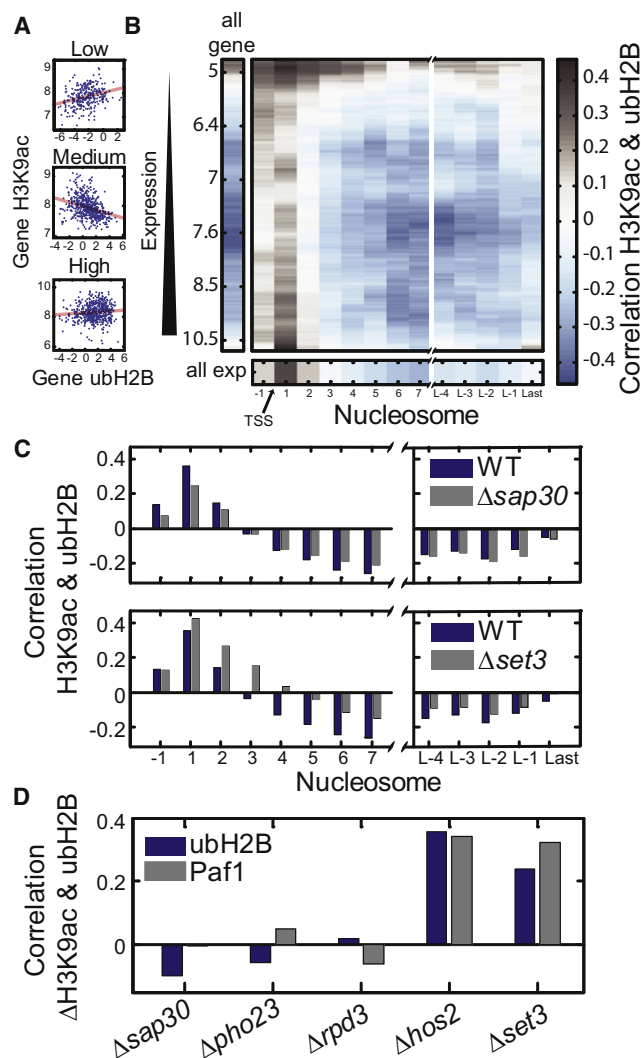 A
Low
9
8
7
-6 -4 -2 0 2
Medium
9
8
7
-4 -2 0 2 4 6
High
10
8
6
-4 -2 0 2 4 6
Gene H3K9ac
Gene ubH2B
B
all
gene
Expression
5
6.4
7
7.6
8.5
10.5
all exp
-1 1 2 3 4 5 6 7 L-4 L-3 L-2 L-1 Last
TSS
Nucleosome
0.4
0.3
0.2
0.1
0
-0.1
-0.2
-0.3
-0.4
Correlation H3K9ac & ubH2B
C
Correlation
H3K9ac & ubH2B
0.4
0.2
0
-0.2
WT
Δsap30
0.4
0.2
0
-0.2
WT
Δset3
-1 1 2 3 4 5 6 7 L-4 L-3 L-2 L-1 Last
Nucleosome
D
Correlation
ΔH3K9ac & ubH2B
0.4
0.2
0
ubH2B
Paf1
Δsap30 Δpho23 Δrpd3 Δhos2 Δset3